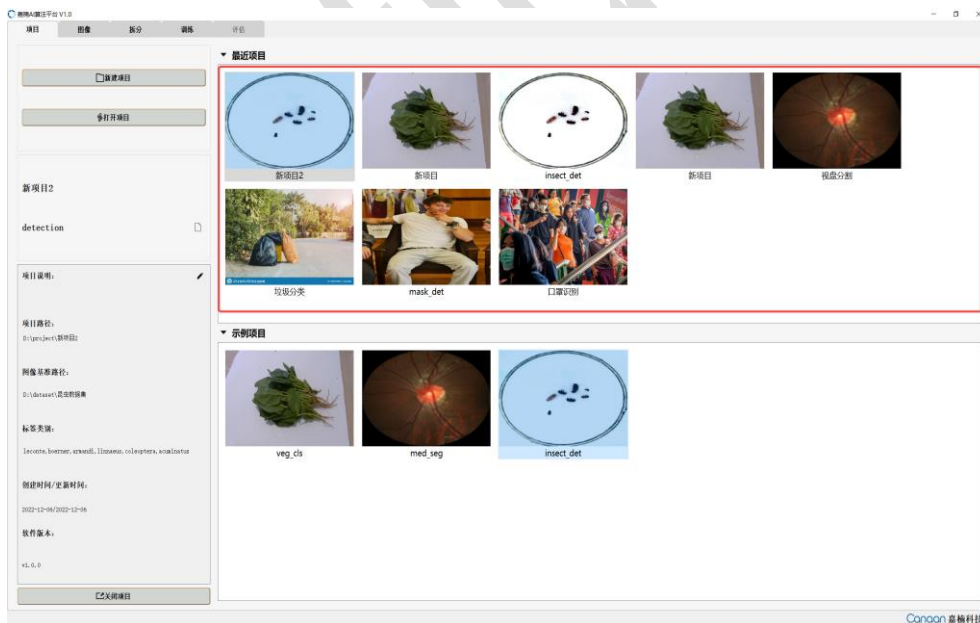 嘉楠AI算法平台 V1.0
项目 图像 拆分 训练 评估
新建项目
打开项目
新项目2
detection
项目说明：
项目路径：
D:\project\新项目2
图像基准路径：
D:\dataset\昆虫数据集
标签类别：
leconte,boerner,armandi,linnaeus,coleoptera,acuminatus
创建时间/更新时间：
2022-12-06/2022-12-06
软件版本：
v1.0.0
关闭项目
最近项目
新项目2 新项目 insect_det 新项目 视盘分割
垃圾分类 mask_det 口罩识别
示例项目
veg_cls med_seg insect_det
Canaan 嘉楠科技